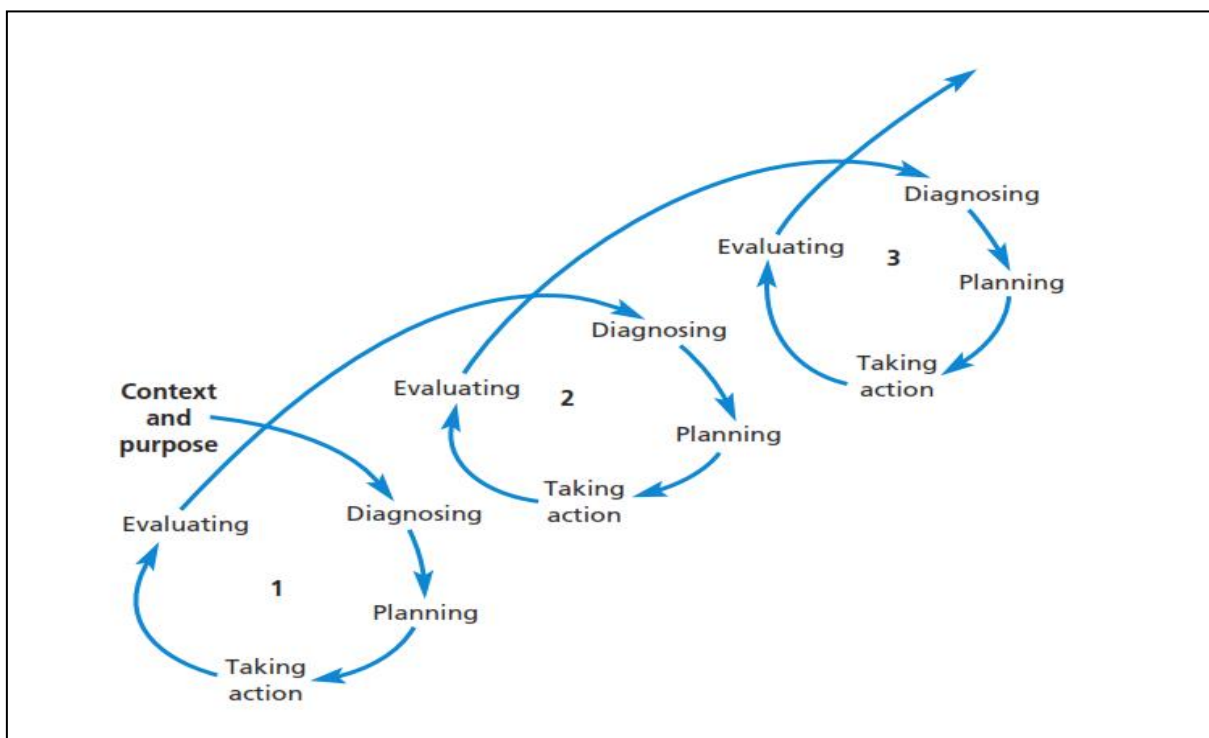 Diagnosing
Evaluating
3
Planning
Diagnosing
Taking
action
Evaluating
2
Context
and
purpose
Planning
Taking
action
Evaluating
Diagnosing
1
Planning
Taking
action